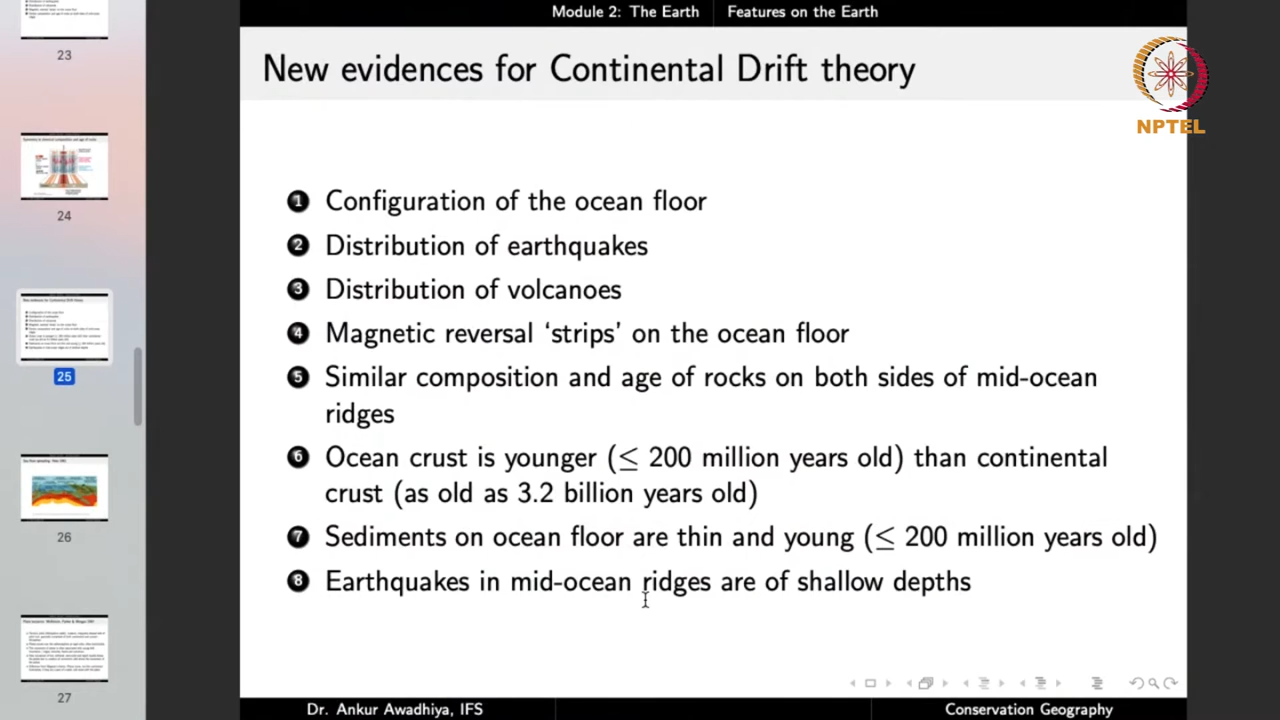 Module 2: The Earth
Features on the Earth
New evidences for Continental Drift theory
NPTEL
1 Configuration of the ocean floor
2 Distribution of earthquakes
3 Distribution of volcanoes
4 Magnetic reversal ‘strips’ on the ocean floor
5 Similar composition and age of rocks on both sides of mid-ocean
ridges
6 Ocean crust is younger (≤ 200 million years old) than continental
crust (as old as 3.2 billion years old)
7 Sediments on ocean floor are thin and young (≤ 200 million years old)
8 Earthquakes in mid-ocean ridges are of shallow depths
Dr. Ankur Awadhiya, IFS
Conservation Geography
23
24
25
26
27